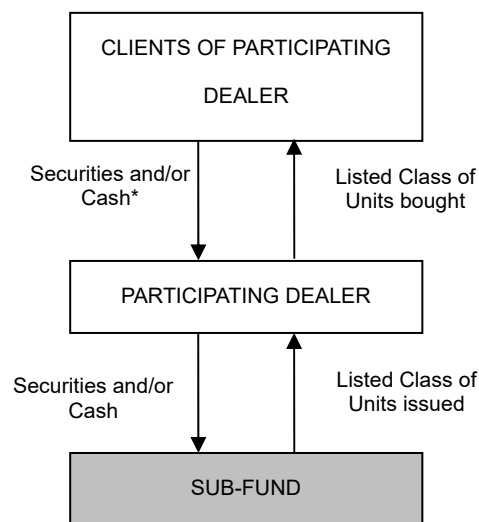 CLIENTS OF PARTICIPATING
DEALER
Securities and/or
Cash*
Listed Class of
Units bought
PARTICIPATING DEALER
Securities and/or
Cash
Listed Class of
Units issued
SUB-FUND